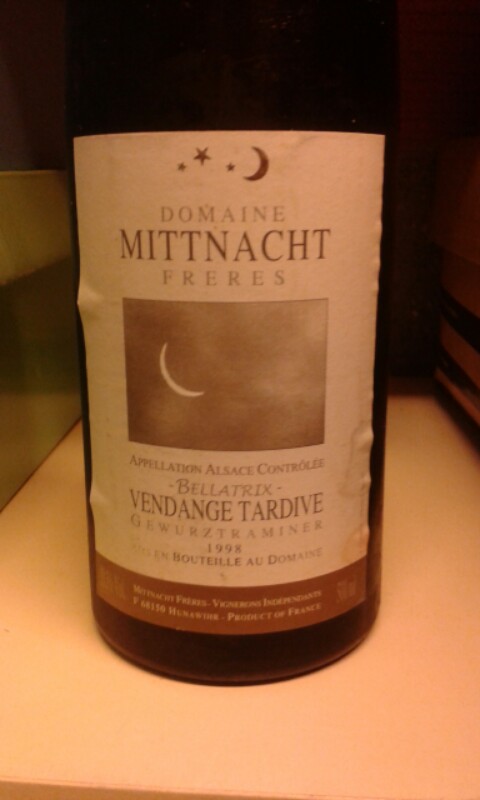 DOMAINE
MITTNACHT
FRERES
APPELLATION ALSACE CONTRÔLÉE
-BELLATRIX-
VENDANGE TARDIVE
GEWURZTRAMINER
1998
EN BOUTEILLE AU DOMAINE
MITTNACHT FRÈRES - VIGNERONS INDÉPENDANTS
F 68150 HUNAWIHR - PRODUCT OF FRANCE